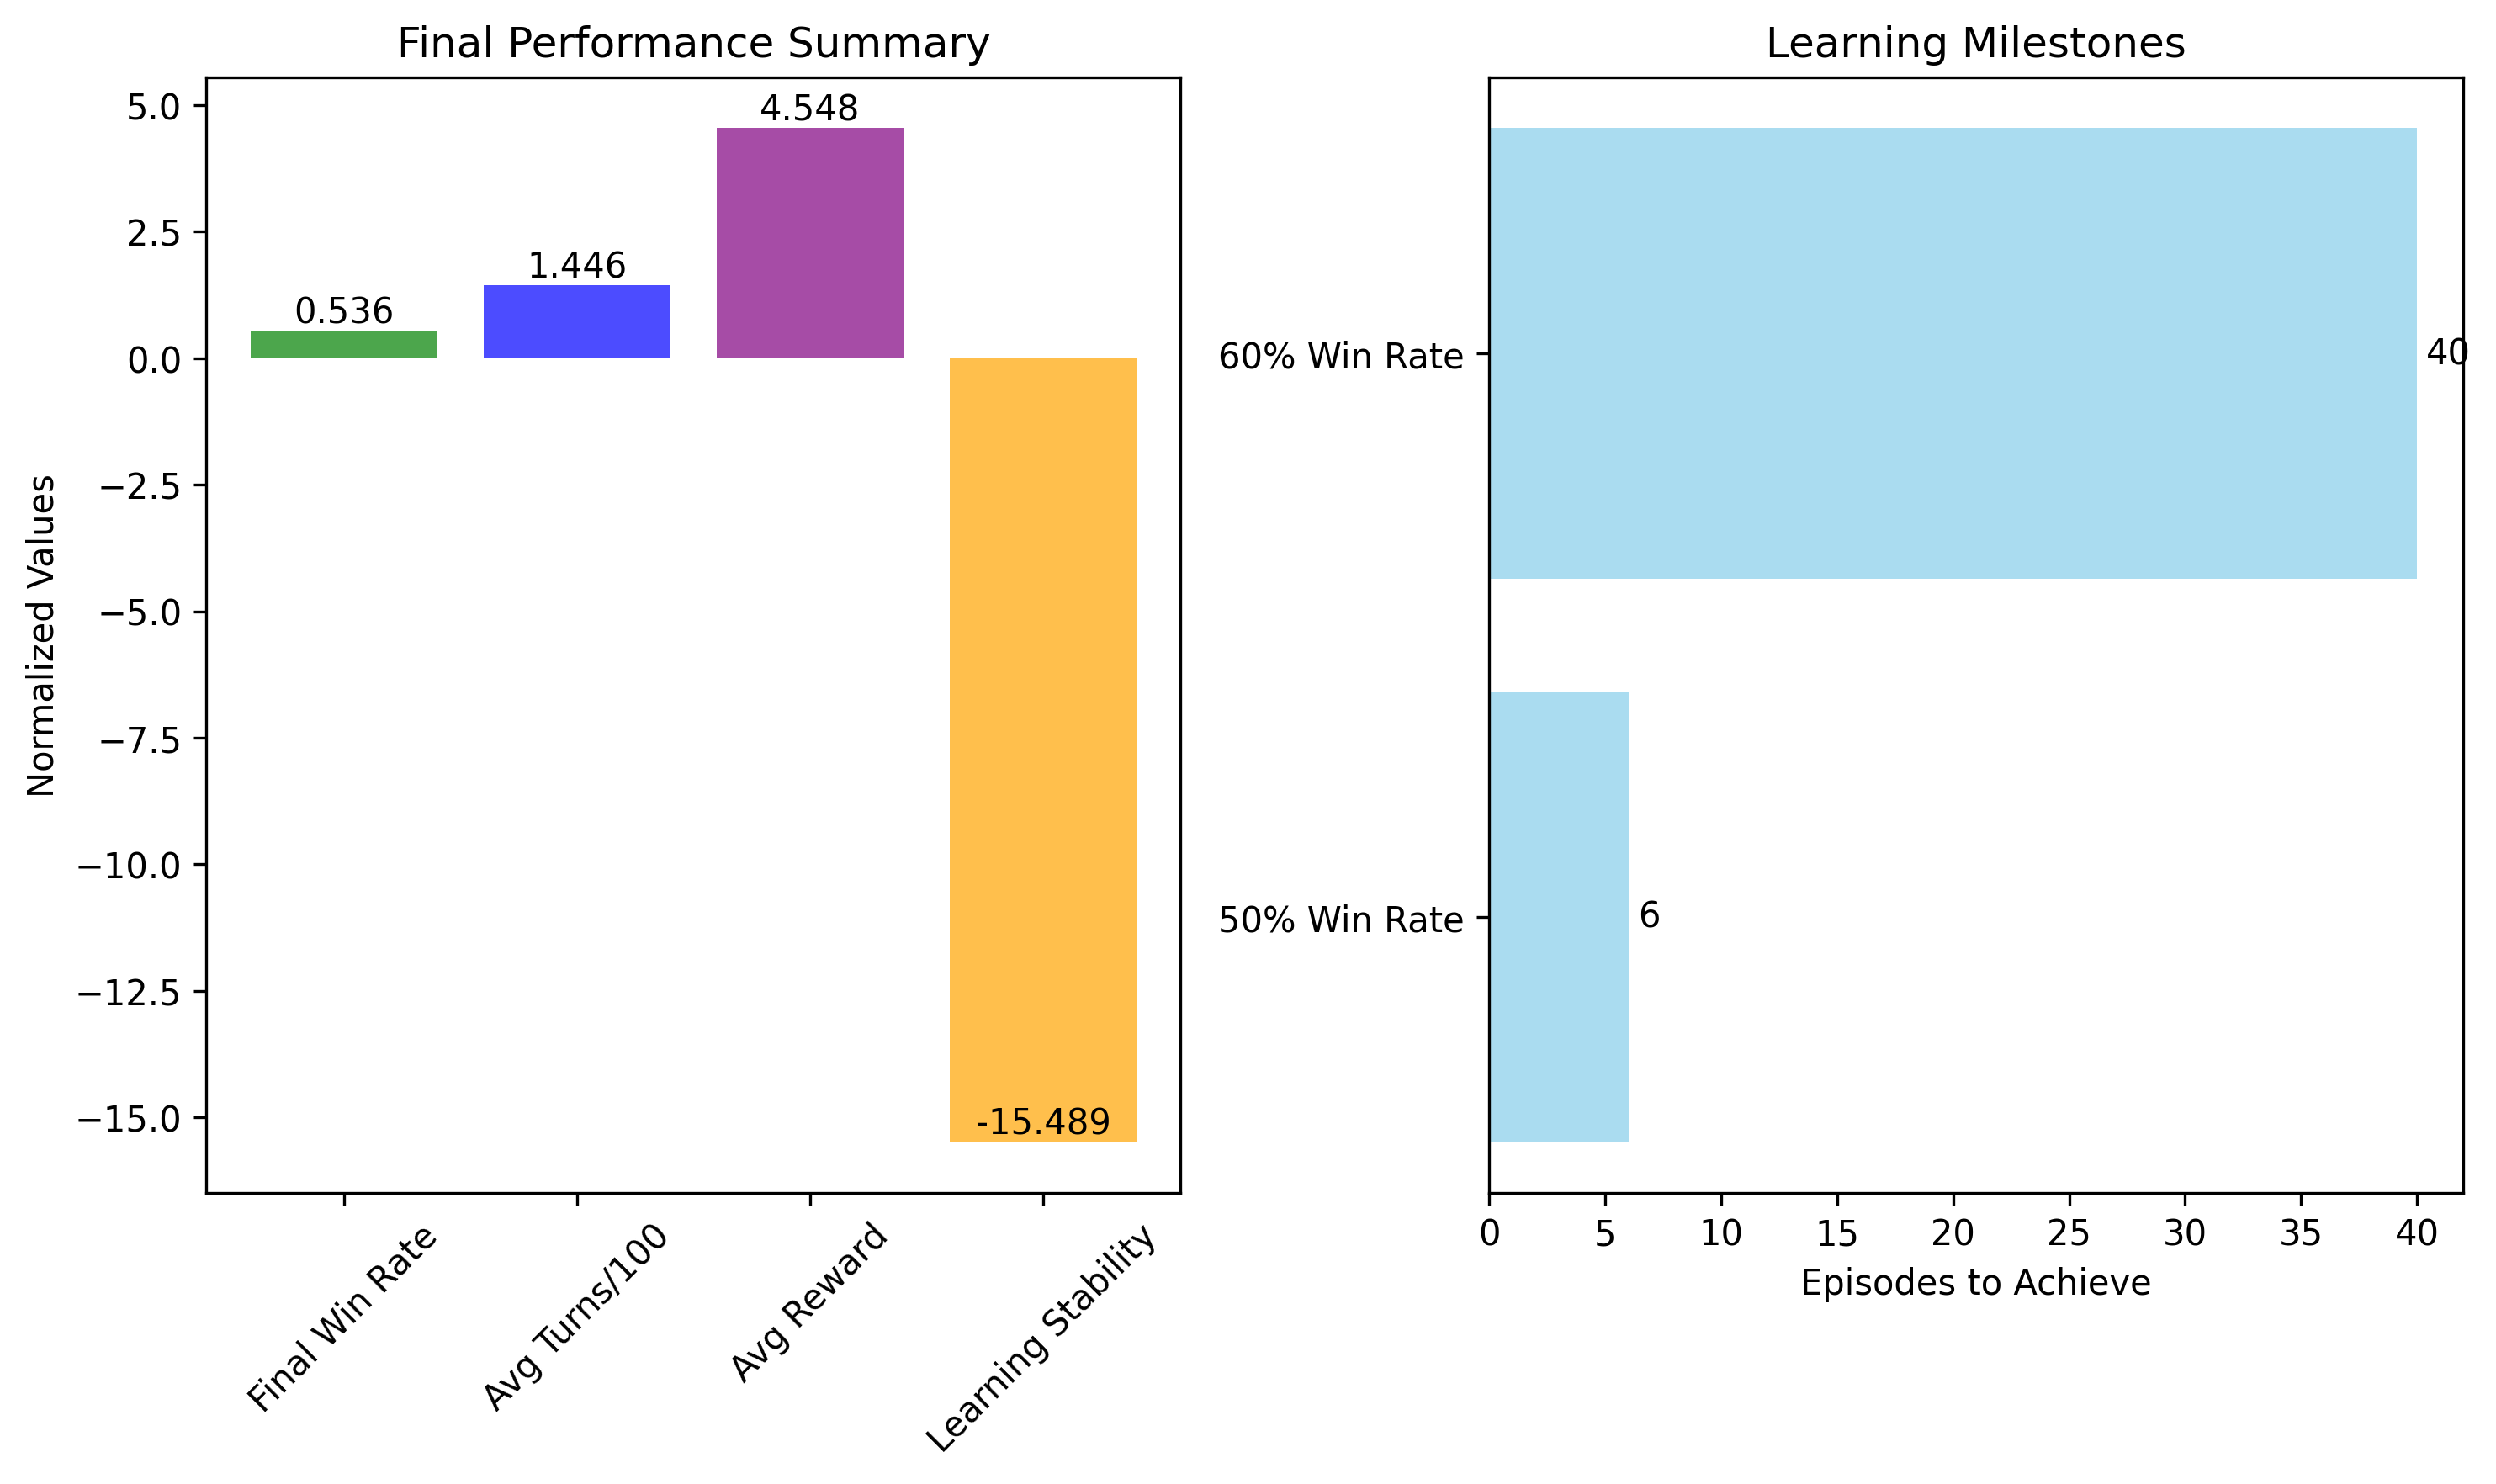 Final Performance Summary
Normalized Values
5.0
2.5
0.0
−2.5
−5.0
−7.5
−10.0
−12.5
−15.0
0.536
1.446
4.548
-15.489
Final Win Rate
Avg Turns/100
Avg Reward
Learning Stability
Learning Milestones
60% Win Rate
40
50% Win Rate
6
0 5 10 15 20 25 30 35 40
Episodes to Achieve